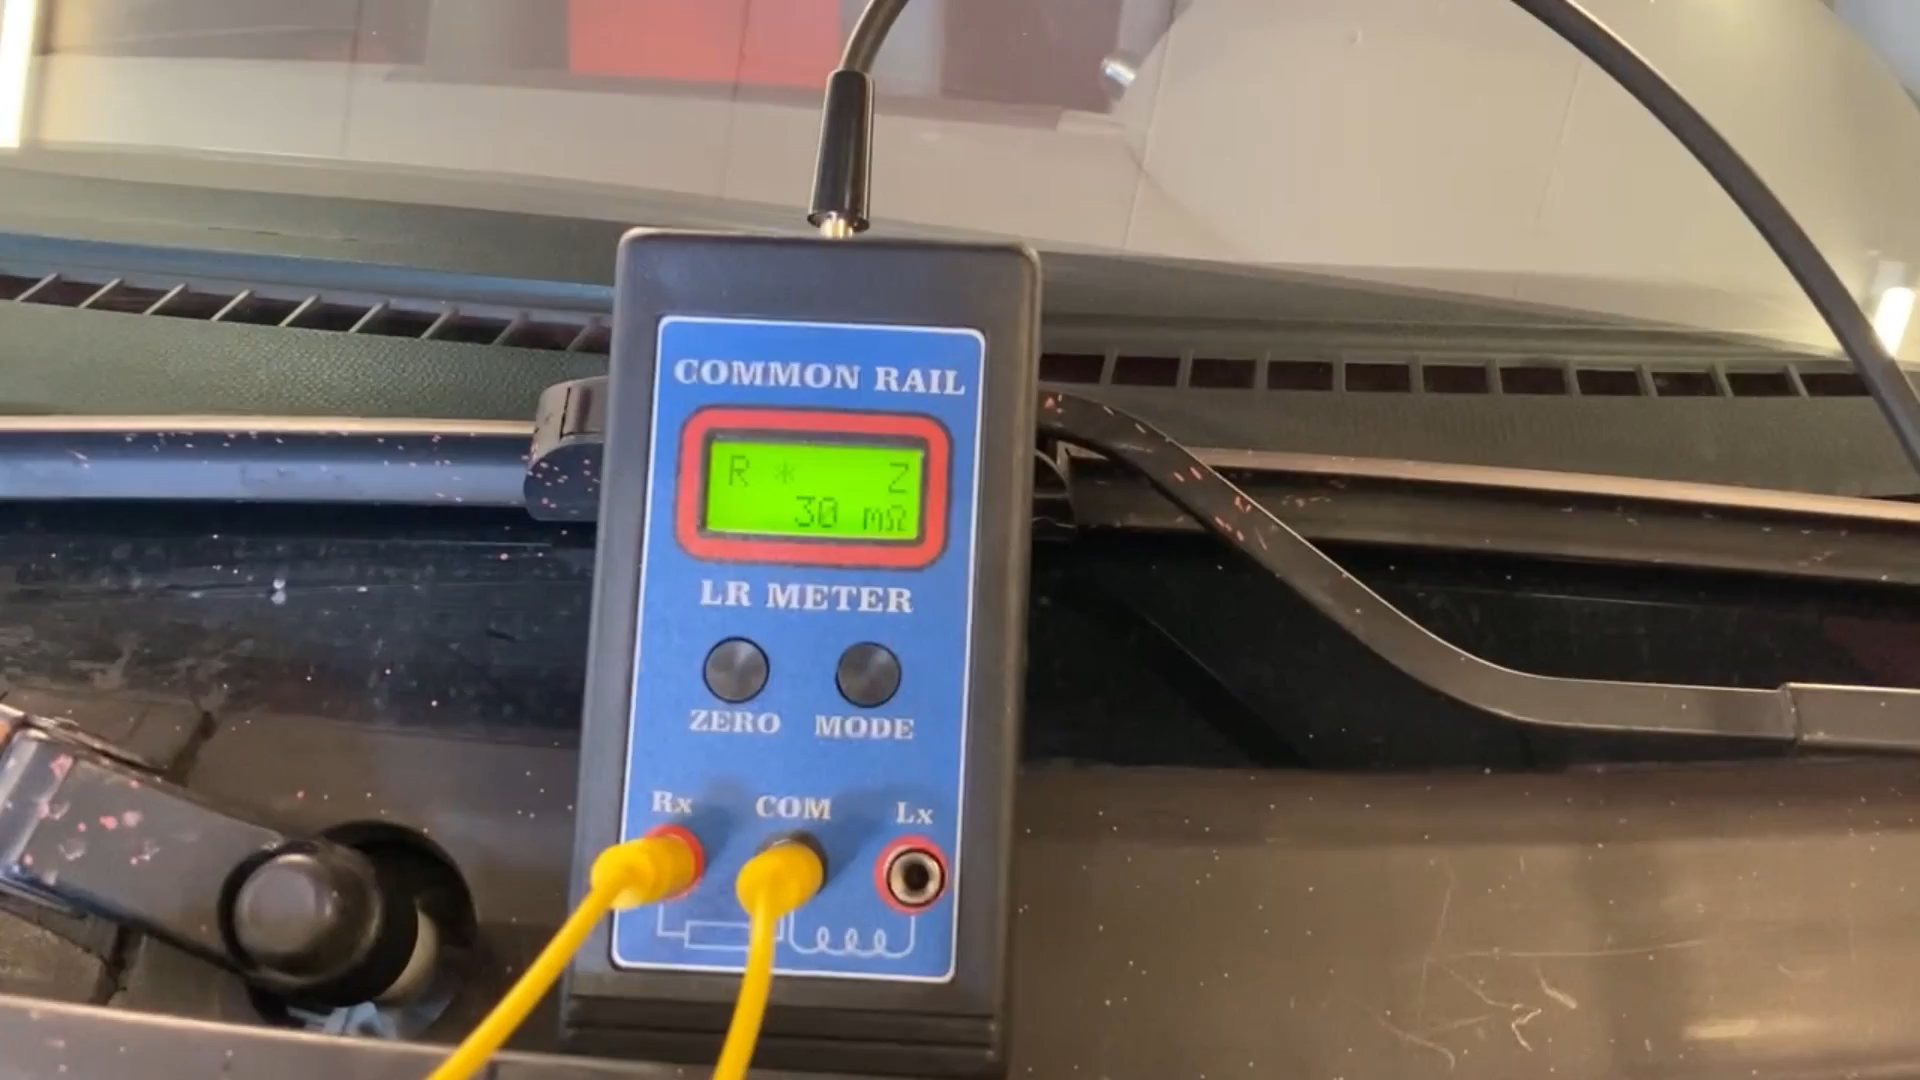 COMMON RAIL
R * Z
30 mΩ
LR METER
ZERO MODE
Rx COM Lx